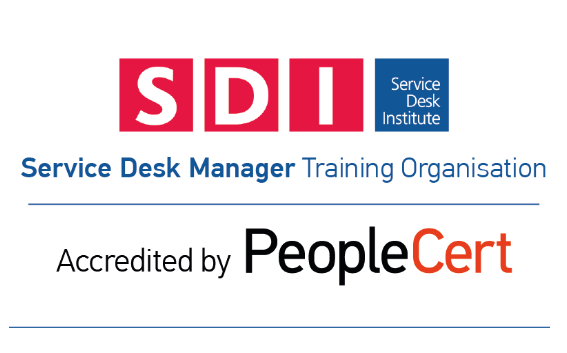 SDI
Service
Desk
Institute
Service Desk Manager Training Organisation
Accredited by PeopleCert